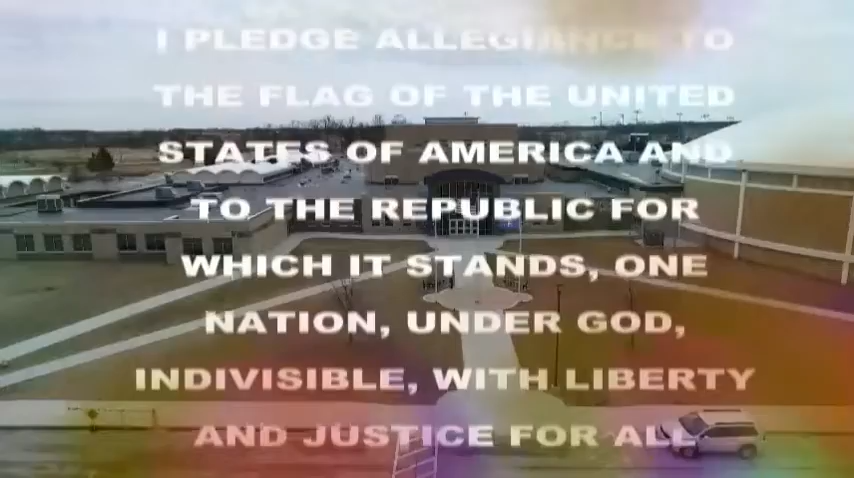 I PLEDGE ALLEGIANCE TO
THE FLAG OF THE UNITED
STATES OF AMERICA AND
TO THE REPUBLIC FOR
WHICH IT STANDS, ONE
NATION, UNDER GOD,
INDIVISIBLE, WITH LIBERTY
AND JUSTICE FOR ALL